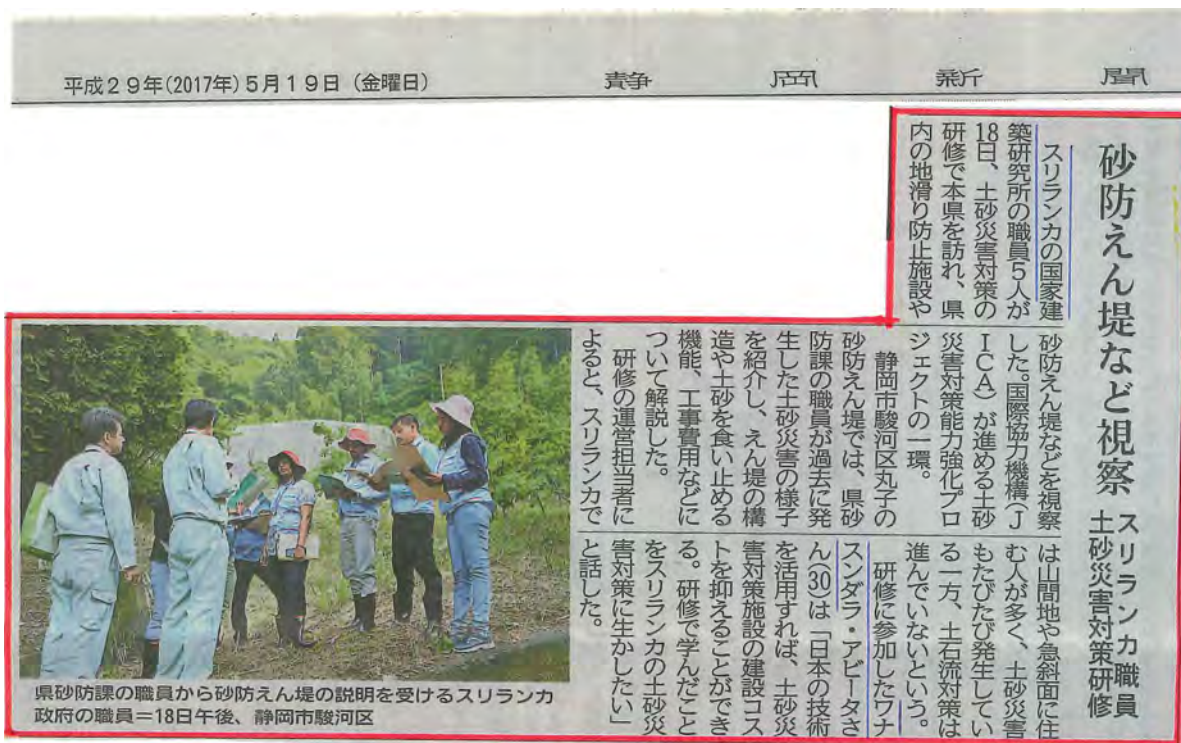 平成29年(2017年)5月19日(金曜日)
静岡新聞
砂防えん堤など視察
スリランカ職員
土砂災害対策研修
スリランカの国家建
築研究所の職員5人が
18日、土砂災害対策の
研修で本県を訪れ、県
内の地滑り防止施設や
砂防えん堤などを視察
した。国際協力機構(J
ICA)が進める土砂
災害対策能力強化プロ
ジェクトの一環。
静岡市駿河区丸子の
砂防えん堤では、県砂
防課の職員が過去に発
生した土砂災害の様子
を紹介し、えん堤の構
造や土砂を食い止める
機能、工事費用などに
ついて解説した。
研修の運営担当者に
よると、スリランカで
は山間地や急斜面に住
む人が多く、土砂災害
もたびたび発生してい
る一方、土石流対策は
進んでいないという。
研修に参加したワナ
スンダラ・アビータさ
ん(30)は「日本の技術
を活用すれば、土砂災
害対策施設の建設コス
トを抑えることができ
る。研修で学んだこと
をスリランカの土砂災
害対策に生かしたい」
と話した。
県砂防課の職員から砂防えん堤の説明を受けるスリランカ
政府の職員=18日午後、静岡市駿河区